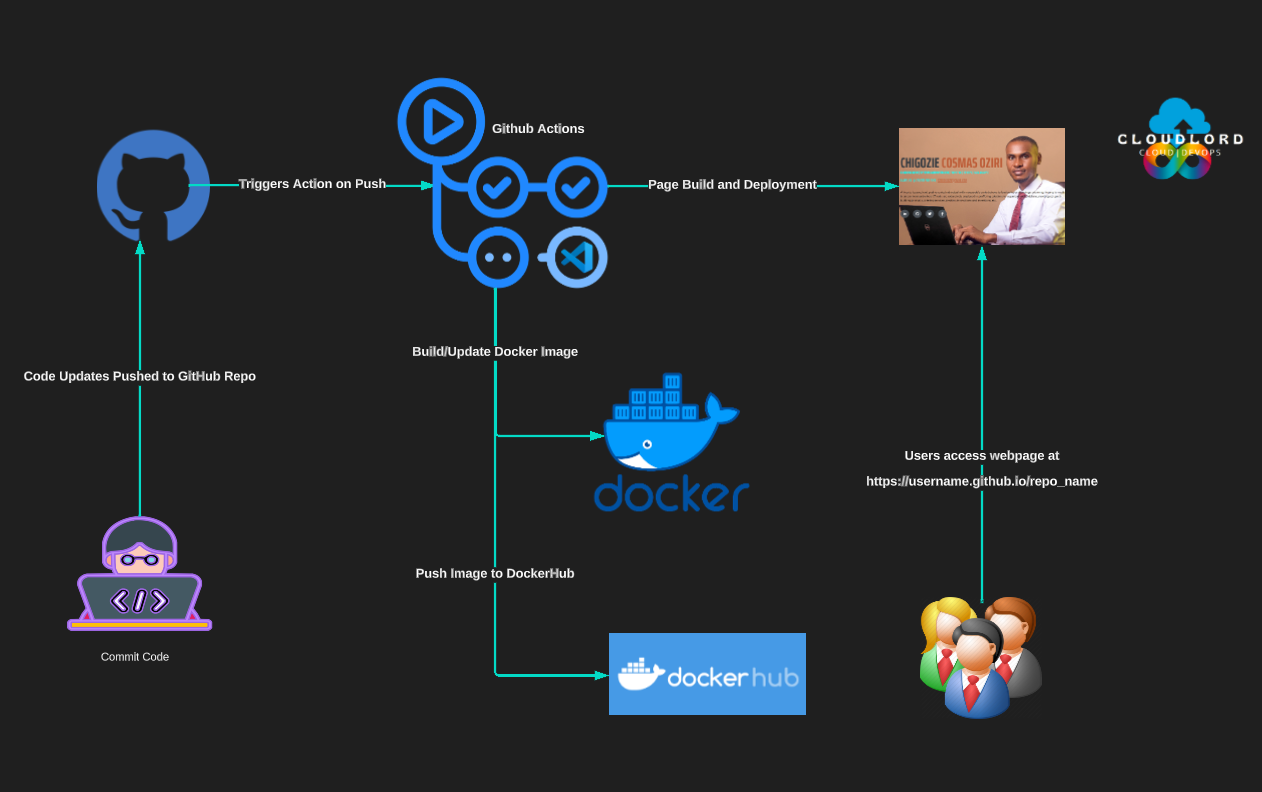 Github Actions
CLOUDLORD
CLOUD|DEVOPS
CHIGOZIE COSMAS OZIRI
Triggers Action on Push
Page Build and Deployment
Build/Update Docker Image
Code Updates Pushed to GitHub Repo
docker
Users access webpage at
https://username.github.io/repo_name
Push Image to DockerHub
</>
Commit Code
dockerhub